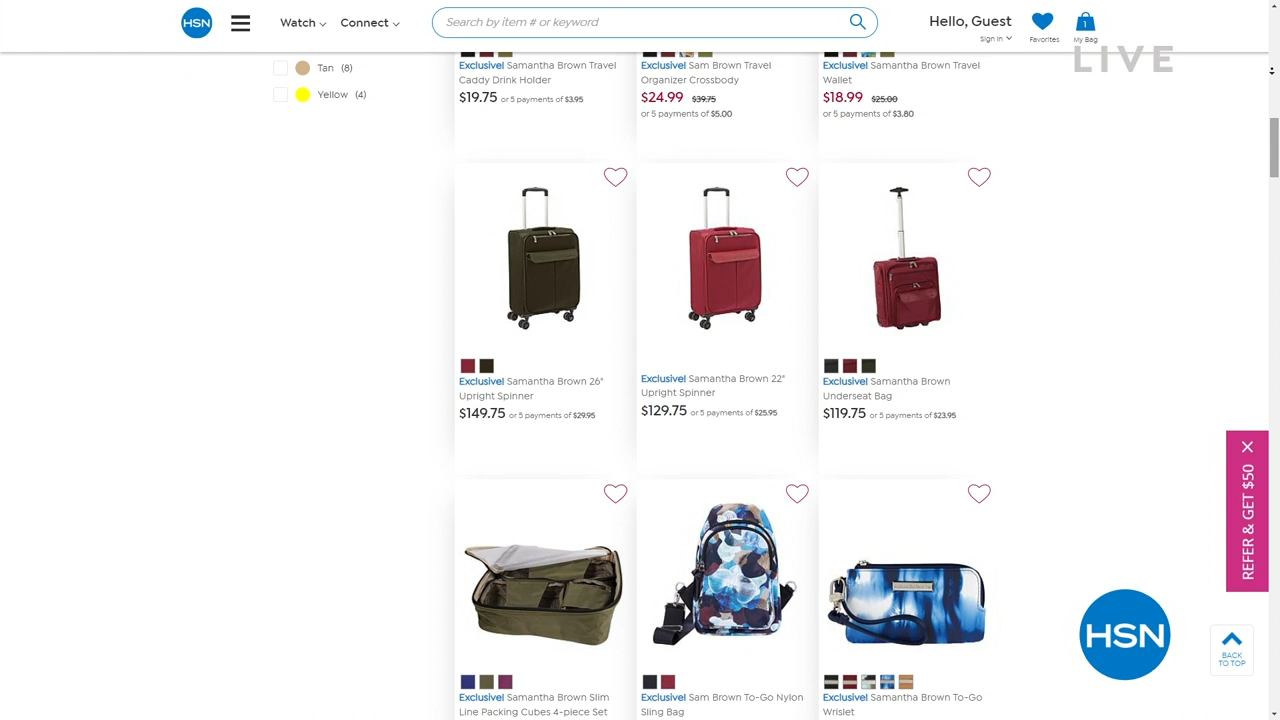 HSN
Watch
Connect
Search by item # or keyword
Hello, Guest
Sign In
Favorites
1
My Bag
LIVE
Tan (8)
Yellow (4)
Exclusive! Samantha Brown Travel
Caddy Drink Holder
$19.75 or 5 payments of $3.95
Exclusive! Sam Brown Travel
Organizer Crossbody
$24.99 $39.75
or 5 payments of $5.00
Exclusive! Samantha Brown Travel
Wallet
$18.99 $25.00
or 5 payments of $3.80
Exclusive! Samantha Brown 26"
Upright Spinner
$149.75 or 5 payments of $29.95
Exclusive! Samantha Brown 22"
Upright Spinner
$129.75 or 5 payments of $25.95
Exclusive! Samantha Brown
Underseat Bag
$119.75 or 5 payments of $23.95
REFER & GET $50
Exclusive! Samantha Brown Slim
Line Packing Cubes 4-piece Set
Exclusive! Sam Brown To-Go Nylon
Sling Bag
Exclusive! Samantha Brown To-Go
Wristlet
HSN
BACK
TO TOP